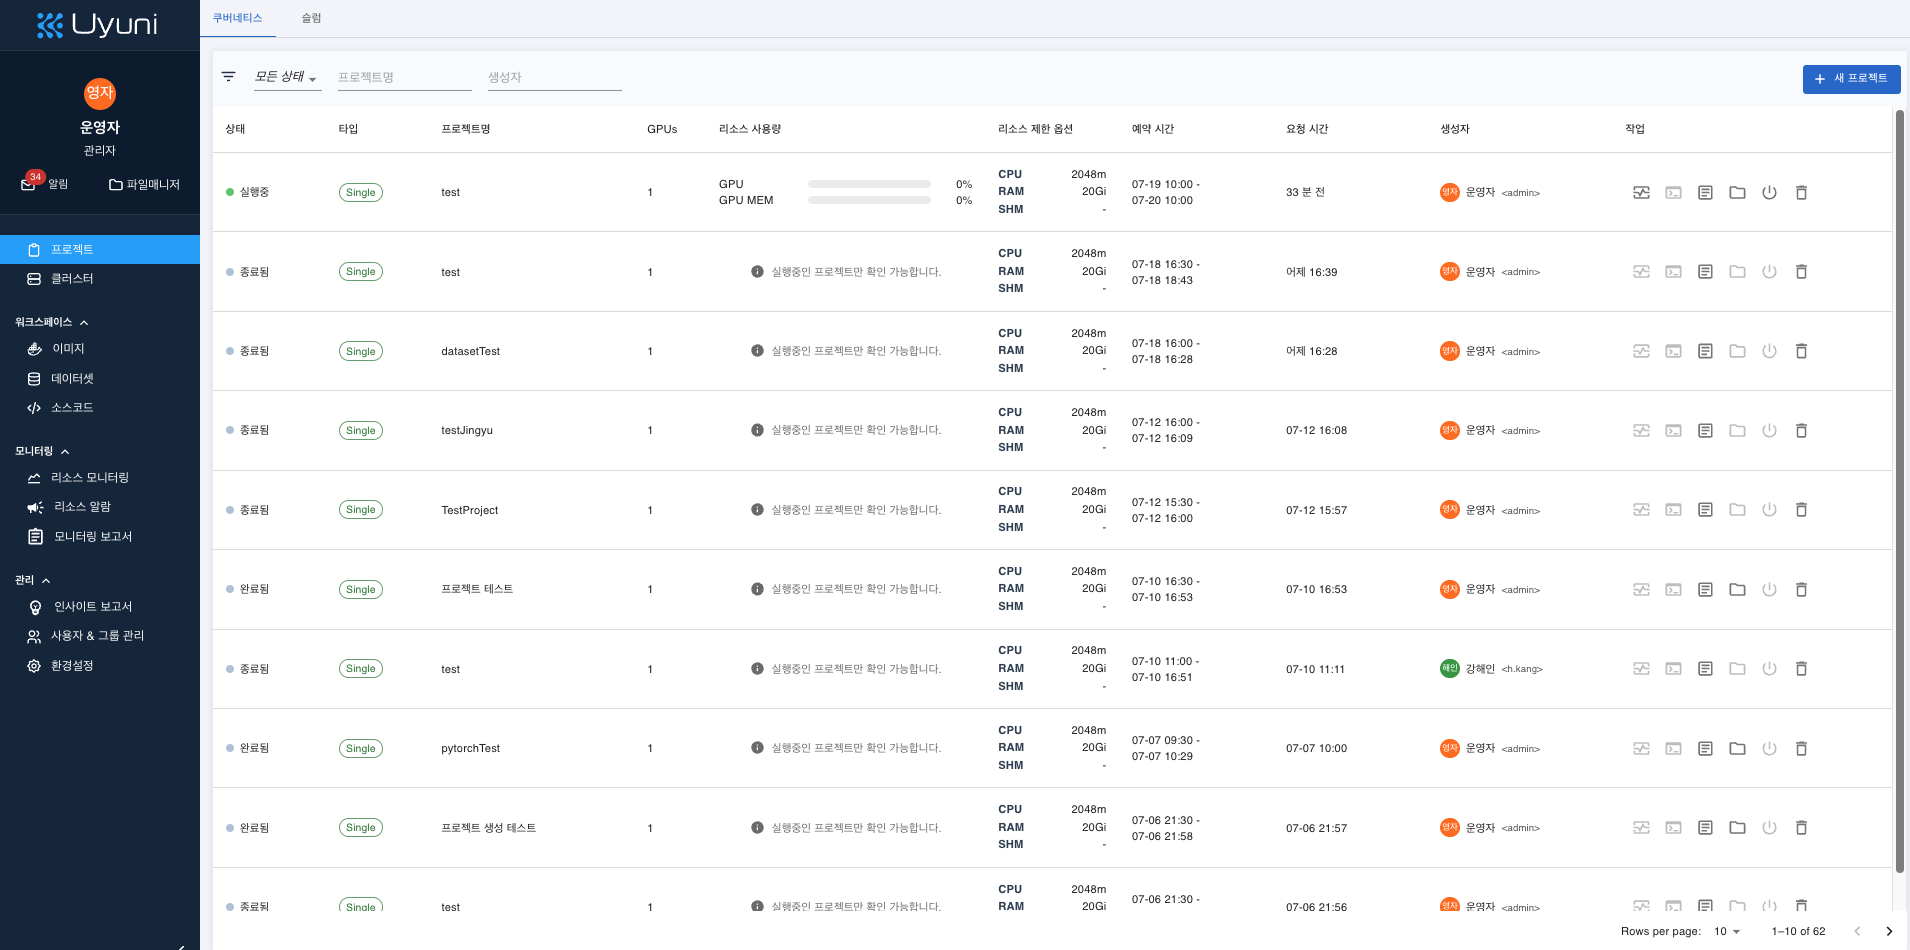 Uyuni
영자
운영자
관리자
34 알림 파일매니저
프로젝트
클러스터
워크스페이스
이미지
데이터셋
소스코드
모니터링
리소스 모니터링
리소스 알람
모니터링 보고서
관리
인사이트 보고서
사용자 & 그룹 관리
환경설정
쿠버네티스 슬럼
모든 상태 프로젝트명 생성자 새 프로젝트
상태 타입 프로젝트명 GPUs 리소스 사용량 리소스 제한 옵션 예약 시간 요청 시간 생성자 작업
CPU 2048m
GPU 0% 07-19 10:00 -
실행중 Single test 1 RAM 20Gi 33 분 전 영자 운영자 <admin>
GPU MEM 0% 07-20 10:00
SHM -
CPU 2048m
07-18 16:30 -
종료됨 Single test 1 실행중인 프로젝트만 확인 가능합니다. RAM 20Gi 어제 16:39 영자 운영자 <admin>
07-18 18:43
SHM -
CPU 2048m
07-18 16:00 -
종료됨 Single datasetTest 1 실행중인 프로젝트만 확인 가능합니다. RAM 20Gi 어제 16:28 영자 운영자 <admin>
07-18 16:28
SHM -
CPU 2048m
07-12 16:00 -
종료됨 Single testJingyu 1 실행중인 프로젝트만 확인 가능합니다. RAM 20Gi 07-12 16:08 영자 운영자 <admin>
07-12 16:09
SHM -
CPU 2048m
07-12 15:30 -
종료됨 Single TestProject 1 실행중인 프로젝트만 확인 가능합니다. RAM 20Gi 07-12 15:57 영자 운영자 <admin>
07-12 16:00
SHM -
CPU 2048m
07-10 16:30 -
완료됨 Single 프로젝트 테스트 1 실행중인 프로젝트만 확인 가능합니다. RAM 20Gi 07-10 16:53 영자 운영자 <admin>
07-10 16:53
SHM -
CPU 2048m
07-10 11:00 -
종료됨 Single test 1 실행중인 프로젝트만 확인 가능합니다. RAM 20Gi 07-10 11:11 해인 강해인 <h.kang>
07-10 16:51
SHM -
CPU 2048m
07-07 09:30 -
완료됨 Single pytorchTest 1 실행중인 프로젝트만 확인 가능합니다. RAM 20Gi 07-07 10:00 영자 운영자 <admin>
07-07 10:29
SHM -
CPU 2048m
07-06 21:30 -
완료됨 Single 프로젝트 생성 테스트 1 실행중인 프로젝트만 확인 가능합니다. RAM 20Gi 07-06 21:57 영자 운영자 <admin>
07-06 21:58
SHM -
CPU 2048m
07-06 21:30 -
종료됨 Single test 1 실행중인 프로젝트만 확인 가능합니다. RAM 20Gi 07-06 21:56 영자 운영자 <admin>
Rows per page: 10 1–10 of 62